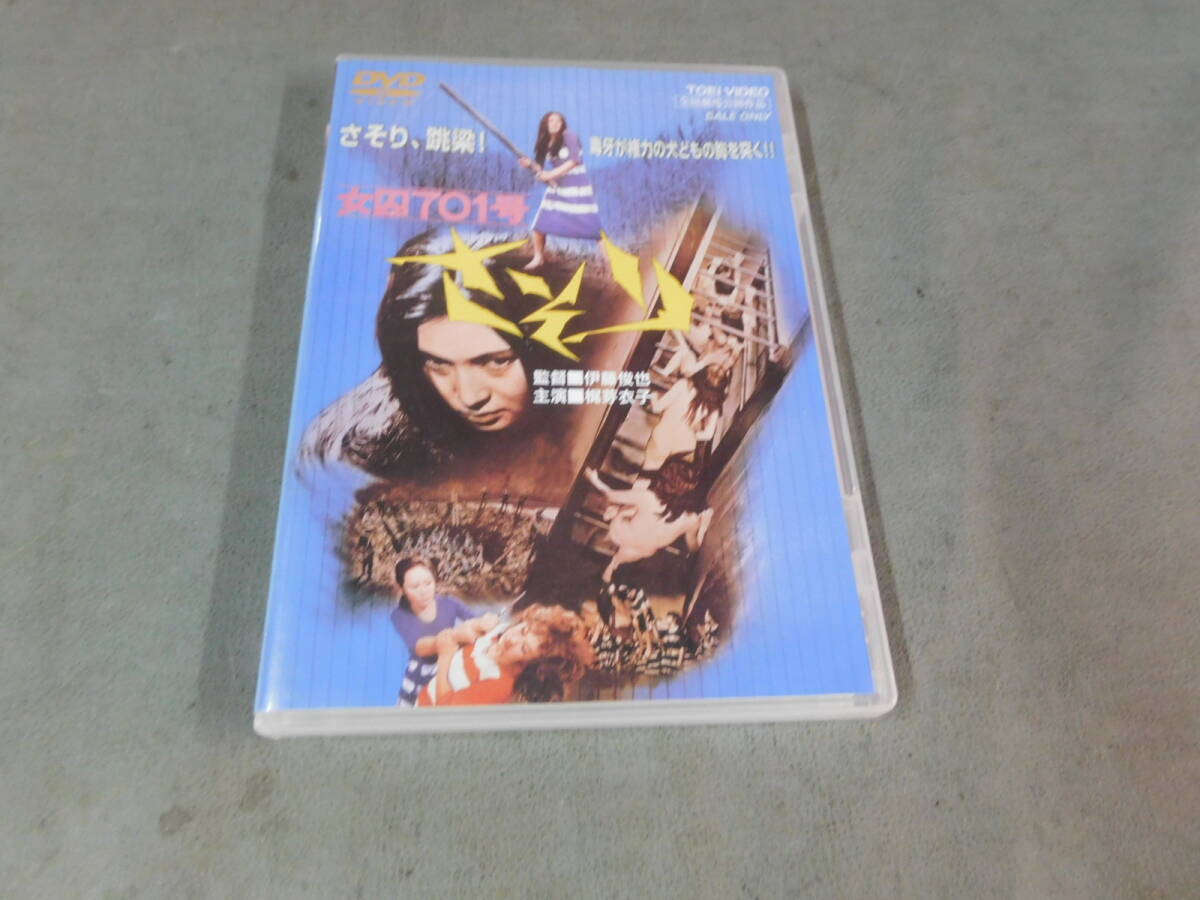 DVD
VIDEO
TOEI VIDEO
SALE ONLY
さそり、跳梁!
毒牙が権力の犬どもの胸を突く!!
女囚701号
さそり
監督■伊藤俊也
主演■梶芽衣子